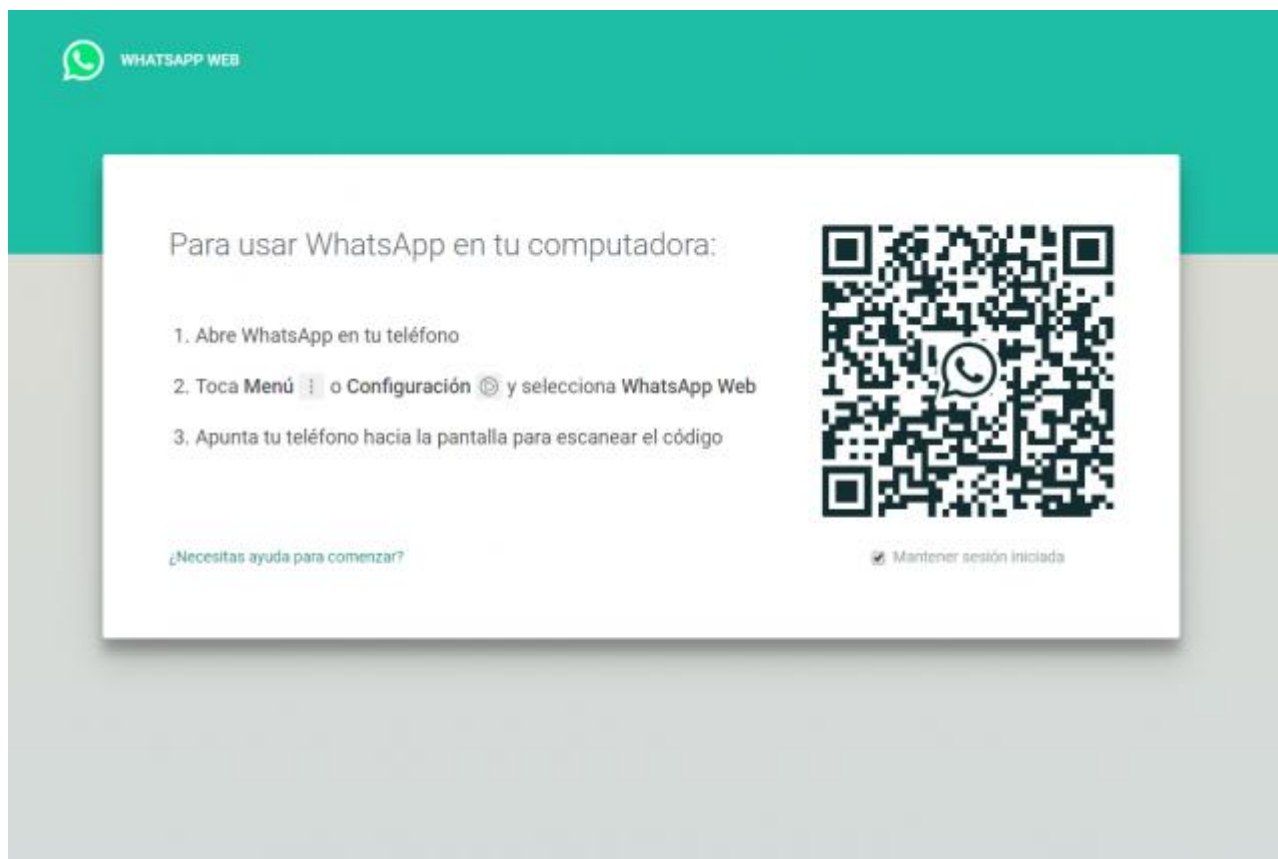 WHATSAPP WEB
Para usar WhatsApp en tu computadora:
1. Abre WhatsApp en tu teléfono
2. Toca Menú o Configuración y selecciona WhatsApp Web
3. Apunta tu teléfono hacia la pantalla para escanear el código
¿Necesitas ayuda para comenzar?
Mantener sesión iniciada